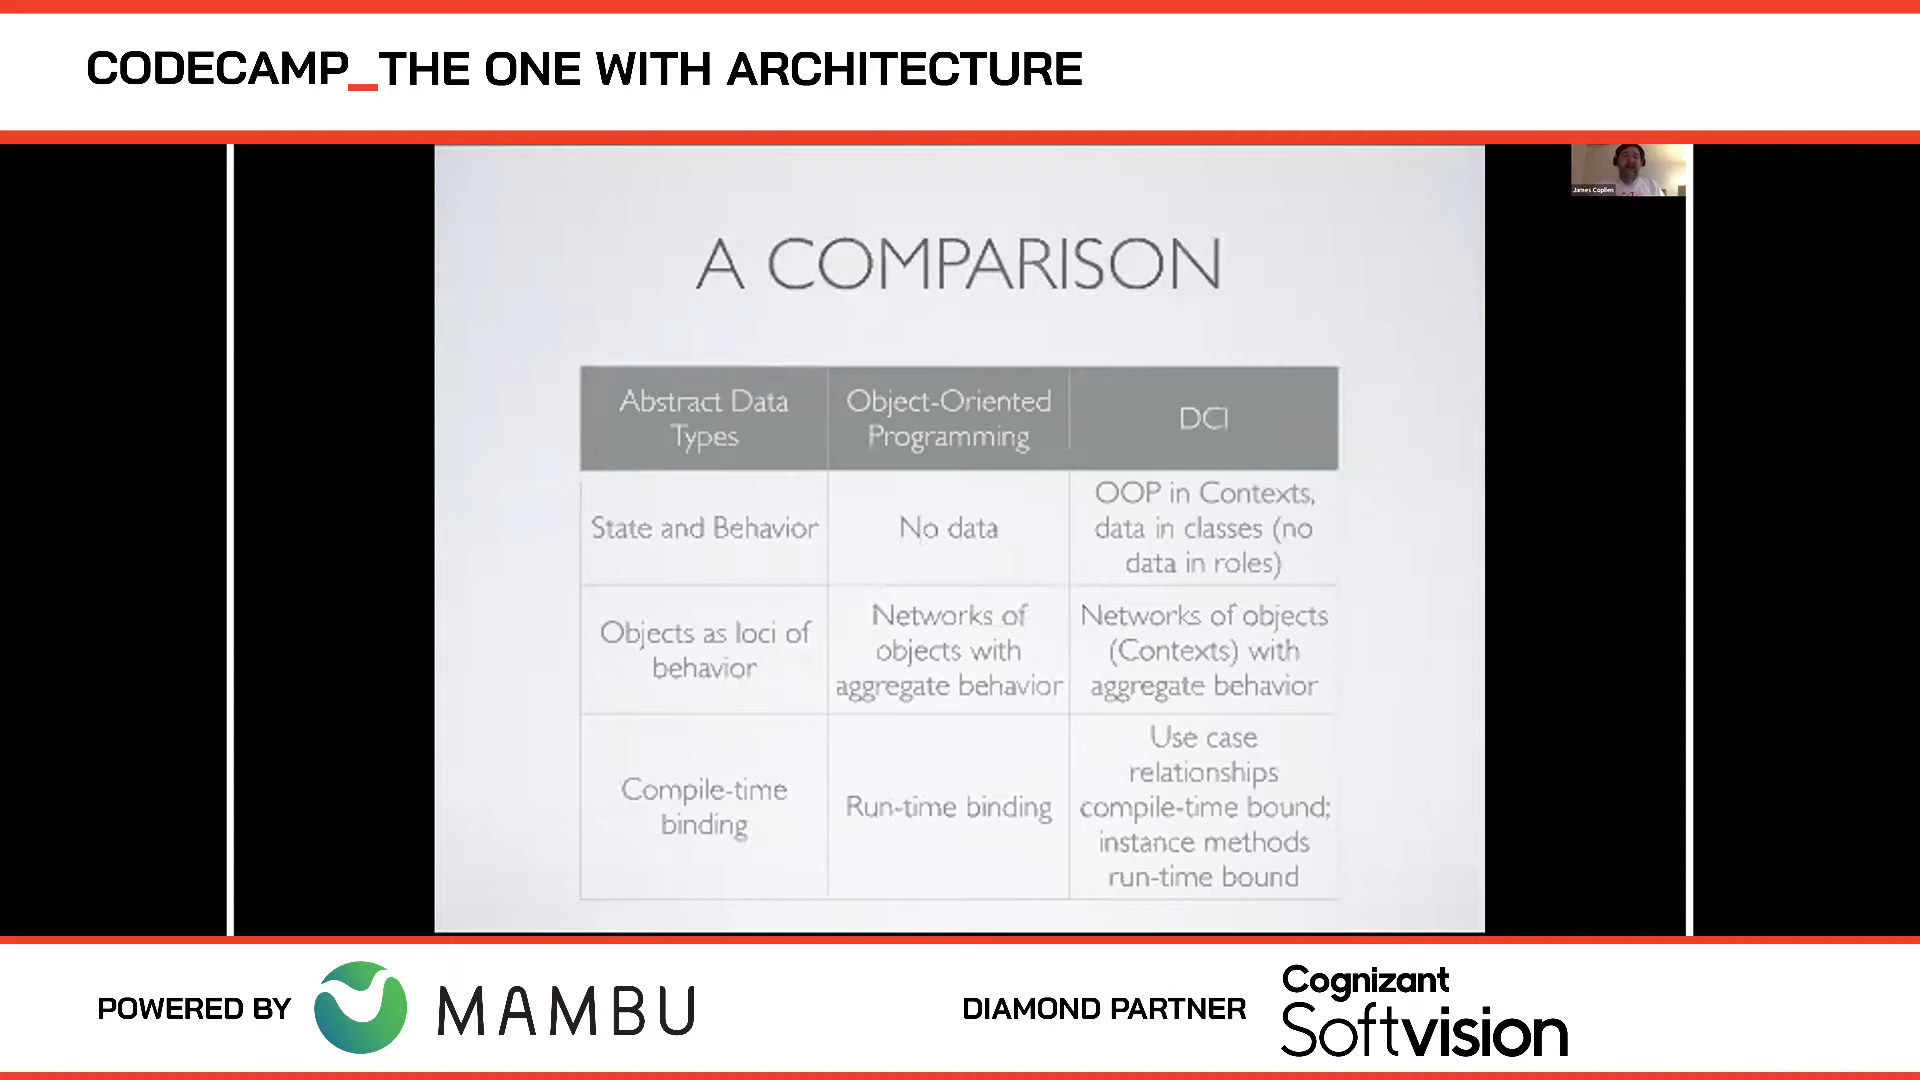 CODECAMP_THE ONE WITH ARCHITECTURE
James Coplien
A COMPARISON
Abstract Data
Types
Object-Oriented
Programming
DCI
State and Behavior
No data
OOP in Contexts,
data in classes (no
data in roles)
Objects as loci of
behavior
Networks of
objects with
aggregate behavior
Networks of objects
(Contexts) with
aggregate behavior
Compile-time
binding
Run-time binding
Use case
relationships
compile-time bound;
instance methods
run-time bound
POWERED BY
MAMBU
DIAMOND PARTNER
Cognizant
Softvision